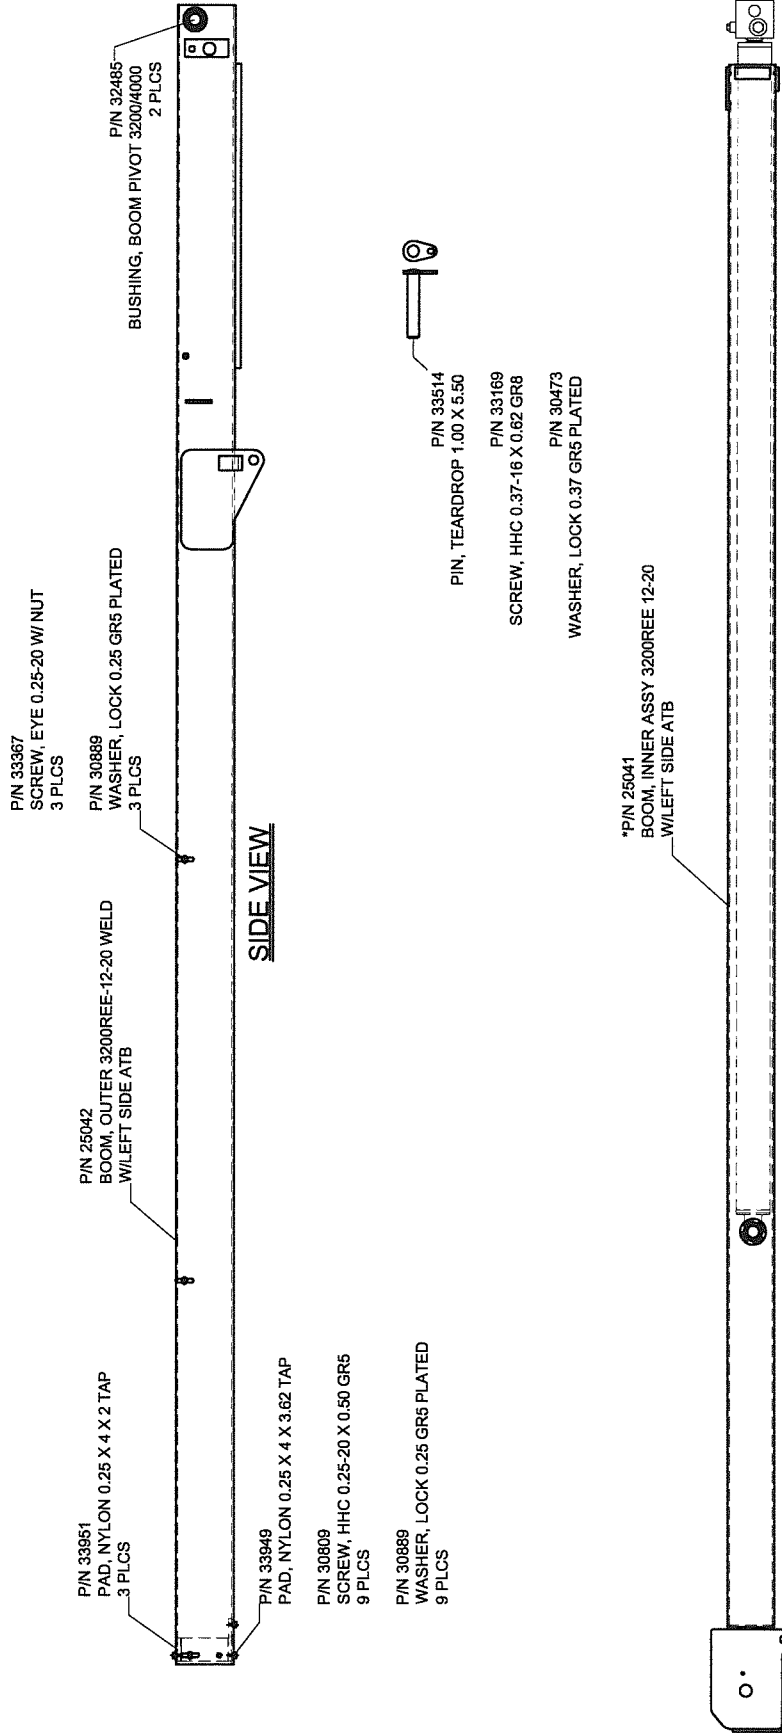 P/N 33951
PAD, NYLON 0.25 X 4 X 2 TAP
3 PLCS
P/N 25042
BOOM, OUTER 3200REE-12-20 WELD
W/LEFT SIDE ATB
P/N 33367
SCREW, EYE 0.25-20 W/ NUT
3 PLCS
P/N 30889
WASHER, LOCK 0.25 GR5 PLATED
3 PLCS
P/N 32485
BUSHING, BOOM PIVOT 3200/4000
2 PLCS
P/N 33949
PAD, NYLON 0.25 X 4 X 3.62 TAP
P/N 30809
SCREW, HHC 0.25-20 X 0.50 GR5
9 PLCS
P/N 30889
WASHER, LOCK 0.25 GR5 PLATED
9 PLCS
SIDE VIEW
P/N 33514
PIN, TEARDROP 1.00 X 5.50
P/N 33169
SCREW, HHC 0.37-16 X 0.62 GR8
P/N 30473
WASHER, LOCK 0.37 GR5 PLATED
*P/N 25041
BOOM, INNER ASSY 3200REE 12-20
W/LEFT SIDE ATB